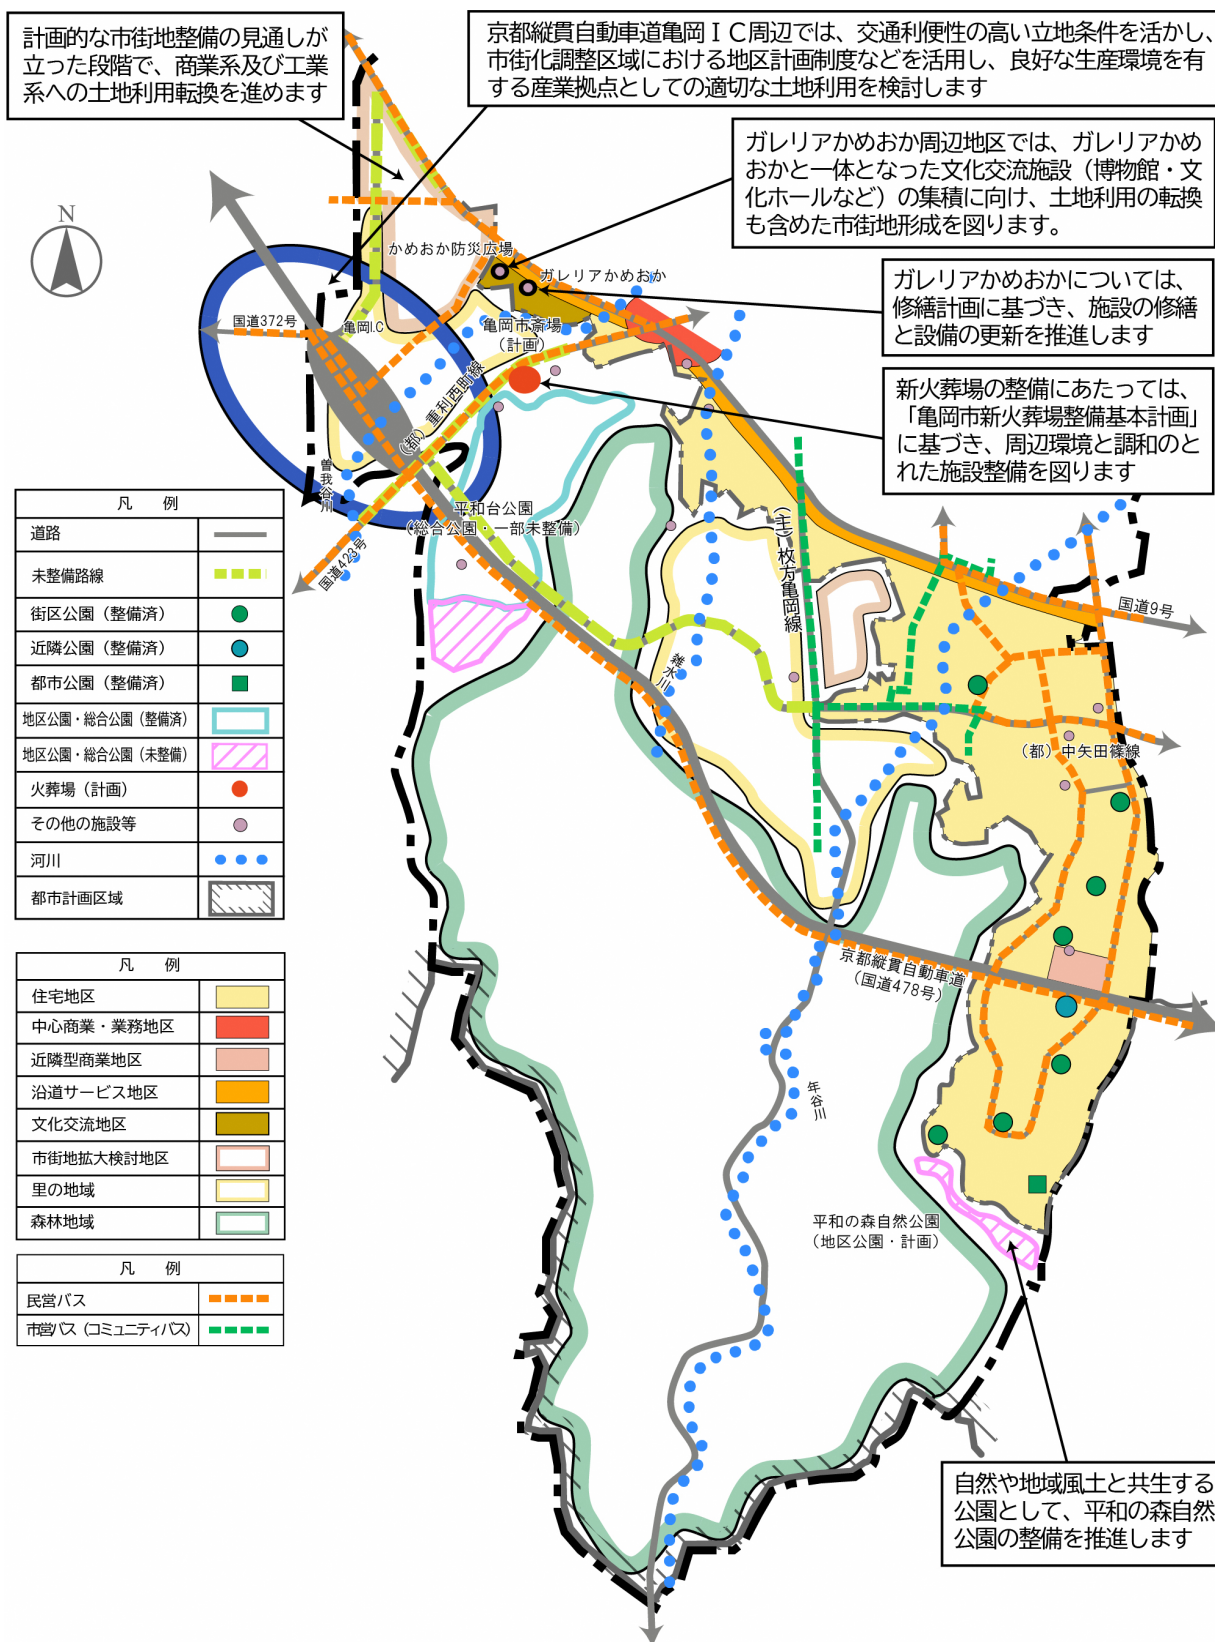 計画的な市街地整備の見通しが
立った段階で、商業系及び工業
系への土地利用転換を進めます
京都縦貫自動車道亀岡ＩＣ周辺では、交通利便性の高い立地条件を活かし、
市街化調整区域における地区計画制度などを活用し、良好な生産環境を有
する産業拠点としての適切な土地利用を検討します
ガレリアかめおか周辺地区では、ガレリアかめ
おかと一体となった文化交流施設（博物館・文
化ホールなど）の集積に向け、土地利用の転換
も含めた市街地形成を図ります。
ガレリアかめおかについては、
修繕計画に基づき、施設の修繕
と設備の更新を推進します
新火葬場の整備にあたっては、
「亀岡市新火葬場整備基本計画」
に基づき、周辺環境と調和のと
れた施設整備を図ります
N
かめおか防災広場
ガレリアかめおか
国道372号
亀岡I.C
亀岡市斎場
（計画）
（都）重利西町線
曽我谷川
平和台公園
（総合公園・一部未整備）
国道423号
（主）枚方亀岡線
雑水川
国道9号
（都）中矢田篠線
京都縦貫自動車道
（国道478号）
年谷川
平和の森自然公園
（地区公園・計画）
自然や地域風土と共生する
公園として、平和の森自然
公園の整備を推進します
凡　例
道路
未整備路線
街区公園（整備済）
近隣公園（整備済）
都市公園（整備済）
地区公園・総合公園（整備済）
地区公園・総合公園（未整備）
火葬場（計画）
その他の施設等
河川
都市計画区域
凡　例
住宅地区
中心商業・業務地区
近隣型商業地区
沿道サービス地区
文化交流地区
市街地拡大検討地区
里の地域
森林地域
凡　例
民営バス
市営バス（コミュニティバス）